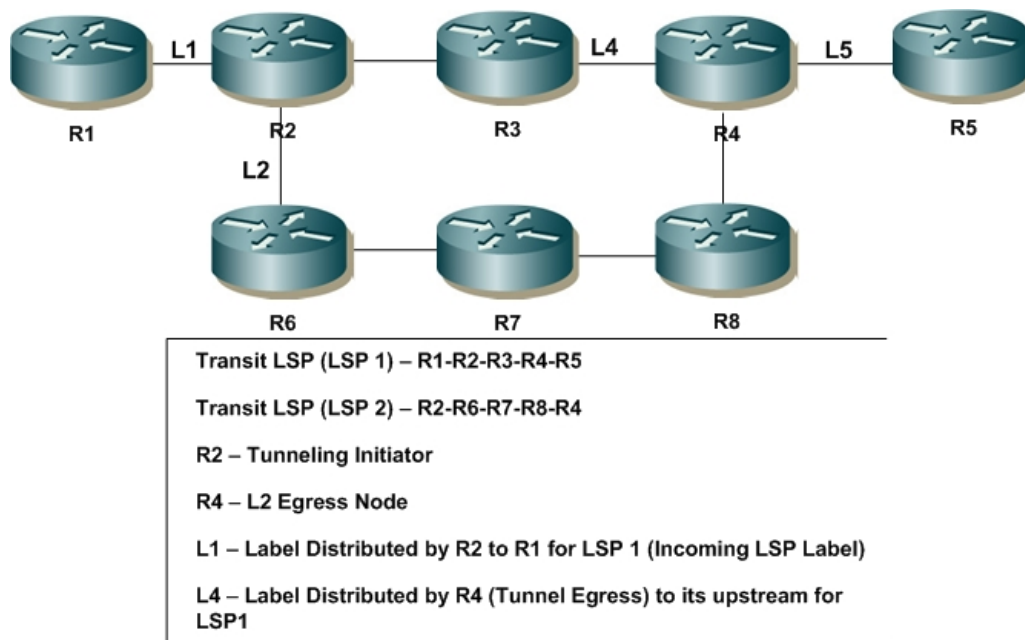 L1
L4
L5
R1
R2
R3
R4
R5
L2
R6
R7
R8
Transit LSP (LSP 1) – R1-R2-R3-R4-R5
Transit LSP (LSP 2) – R2-R6-R7-R8-R4
R2 – Tunneling Initiator
R4 – L2 Egress Node
L1 – Label Distributed by R2 to R1 for LSP 1 (Incoming LSP Label)
L4 – Label Distributed by R4 (Tunnel Egress) to its upstream for
LSP1